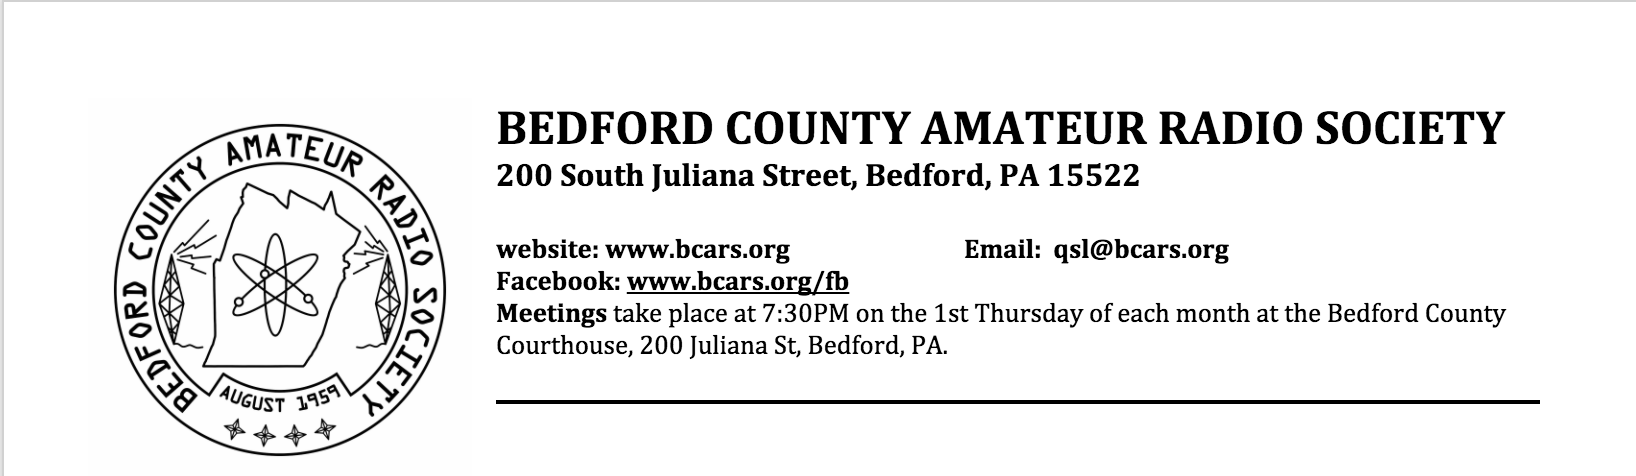 BEDFORD COUNTY AMATEUR RADIO SOCIETY
AUGUST 1959
BEDFORD COUNTY AMATEUR RADIO SOCIETY
200 South Juliana Street, Bedford, PA 15522
website: www.bcars.org Email: qsl@bcars.org
Facebook: www.bcars.org/fb
Meetings take place at 7:30PM on the 1st Thursday of each month at the Bedford County
Courthouse, 200 Juliana St, Bedford, PA.